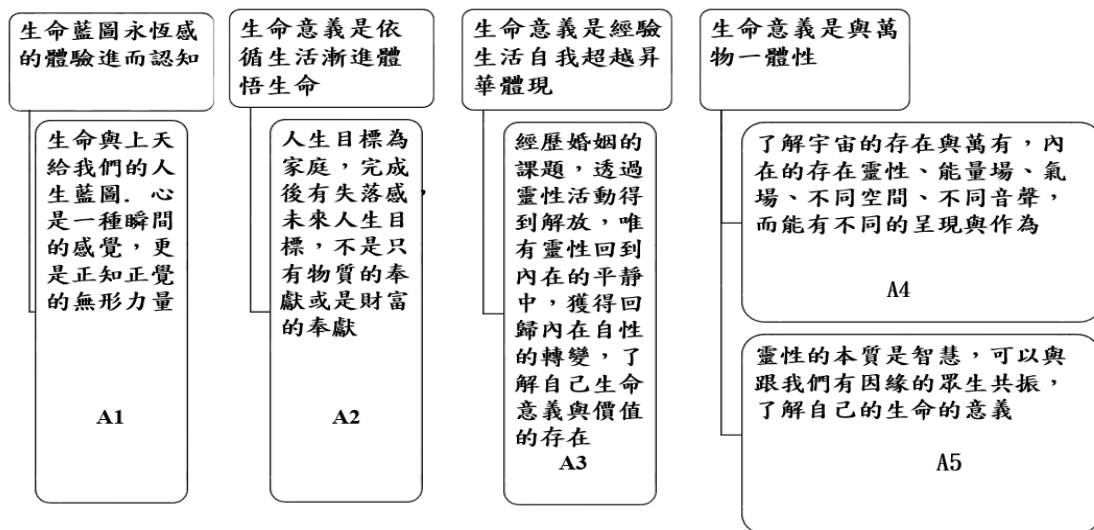 生命藍圖永恆感
的體驗進而認知
生命與上天
給我們的人
生藍圖. 心
是一種瞬間
的感覺，更
是正知正覺
的無形力量
A1
生命意義是依
循生活漸進體
悟生命
人生目標為
家庭，完成
後有失落感，
未來人生目
標，不是只
有物質的奉
獻或是財富
的奉獻
A2
生命意義是經驗
生活自我超越昇
華體現
經歷婚姻的
課題，透過
靈性活動得
到解放，唯
有靈性回到
內在的平靜
中，獲得回
歸內在自性
的轉變，了
解自己生命
意義與價值
的存在
A3
生命意義是與萬
物一體性
了解宇宙的存在與萬有，內
在的存在靈性、能量場、氣
場、不同空間、不同音聲，
而能有不同的呈現與作為
A4
靈性的本質是智慧，可以與
跟我們有因緣的眾生共振，
了解自己的生命的意義
A5